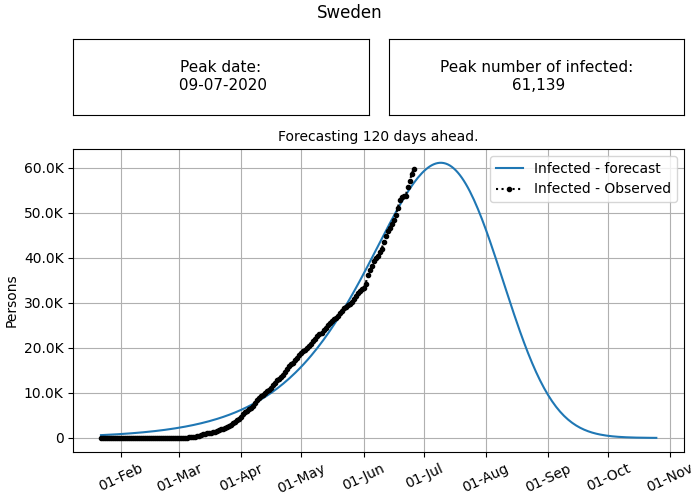 Sweden
Peak date:
09-07-2020
Peak number of infected:
61,139
Forecasting 120 days ahead.
Infected - forecast
Infected - Observed
Persons
60.0K
50.0K
40.0K
30.0K
20.0K
10.0K
0
01-Feb
01-Mar
01-Apr
01-May
01-Jun
01-Jul
01-Aug
01-Sep
01-Oct
01-Nov